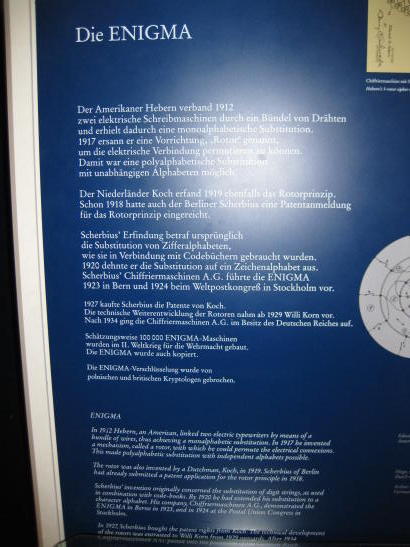 Die ENIGMA
Chiffriermaschine mit
Der Amerikaner Hebern verband 1912
zwei elektrische Schreibmaschinen durch ein Bündel von Drähten
und erhielt dadurch eine monoalphabetische Substitution.
1917 ersann er eine Vorrichtung, „Rotor“ genannt,
um die elektrische Verbindung permutieren zu können.
Damit war eine polyalphabetische Substitution
mit unabhängigen Alphabeten möglich.
Der Niederländer Koch erfand 1919 ebenfalls das Rotorprinzip.
Schon 1918 hatte auch der Berliner Scherbius eine Patentanmeldung
für das Rotorprinzip eingereicht.
Scherbius' Erfindung betraf ursprünglich
die Substitution von Zifferalphabeten,
wie sie in Verbindung mit Codebüchern gebraucht wurden.
1920 dehnte er die Substitution auf ein Zeichenalphabet aus.
Scherbius' Chiffriermaschinen A.G. führte die ENIGMA
1923 in Bern und 1924 beim Weltpostkongreß in Stockholm vor.
1927 kaufte Scherbius die Patente von Koch.
Die technische Weiterentwicklung der Rotoren nahm ab 1929 Willi Korn vor.
Nach 1934 ging die Chiffriermaschinen A.G. im Besitz des Deutschen Reiches auf.
Schätzungsweise 100 000 ENIGMA-Maschinen
wurden im II. Weltkrieg für die Wehrmacht gebaut.
Die ENIGMA wurde auch kopiert.
Die ENIGMA-Verschlüsselung wurde von
polnischen und britischen Kryptologen gebrochen.
ENIGMA
In 1912 Hebern, an American, linked two electric typewriters by means of a
bundle of wires, thus achieving a monoalphabetic substitution. In 1917 he invented
a mechanism, called a rotor, with which he could permute the electrical connections.
This made polyalphabetic substitution with independent alphabets possible.
The rotor was also invented by a Dutchman, Koch, in 1919. Scherbius of Berlin
had already submitted a patent application for the rotor principle in 1918.
Scherbius's invention originally concerned the substitution of digit strings, as used
in combination with code-books. By 1920 he had extended his substitution to a
character alphabet. His company, Chiffriermaschinen A.G., demonstrated the
ENIGMA in Berne in 1923, and in 1924 at the Postal Union Congress in
Stockholm.
In 1927 Scherbius bought the patent rights from Koch. The technical development
of the rotors was entrusted to Willi Korn from 1929 onwards. After 1934